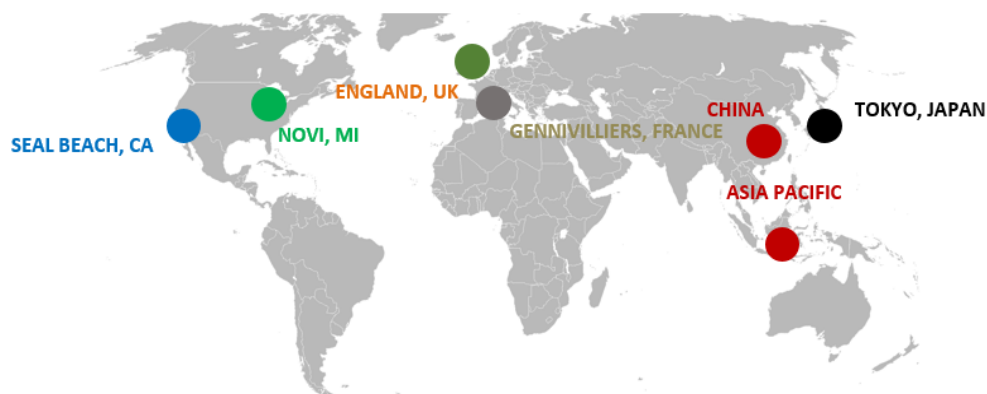 ENGLAND, UK
CHINA
TOKYO, JAPAN
NOVI, MI
GENNIVILLIERS, FRANCE
SEAL BEACH, CA
ASIA PACIFIC